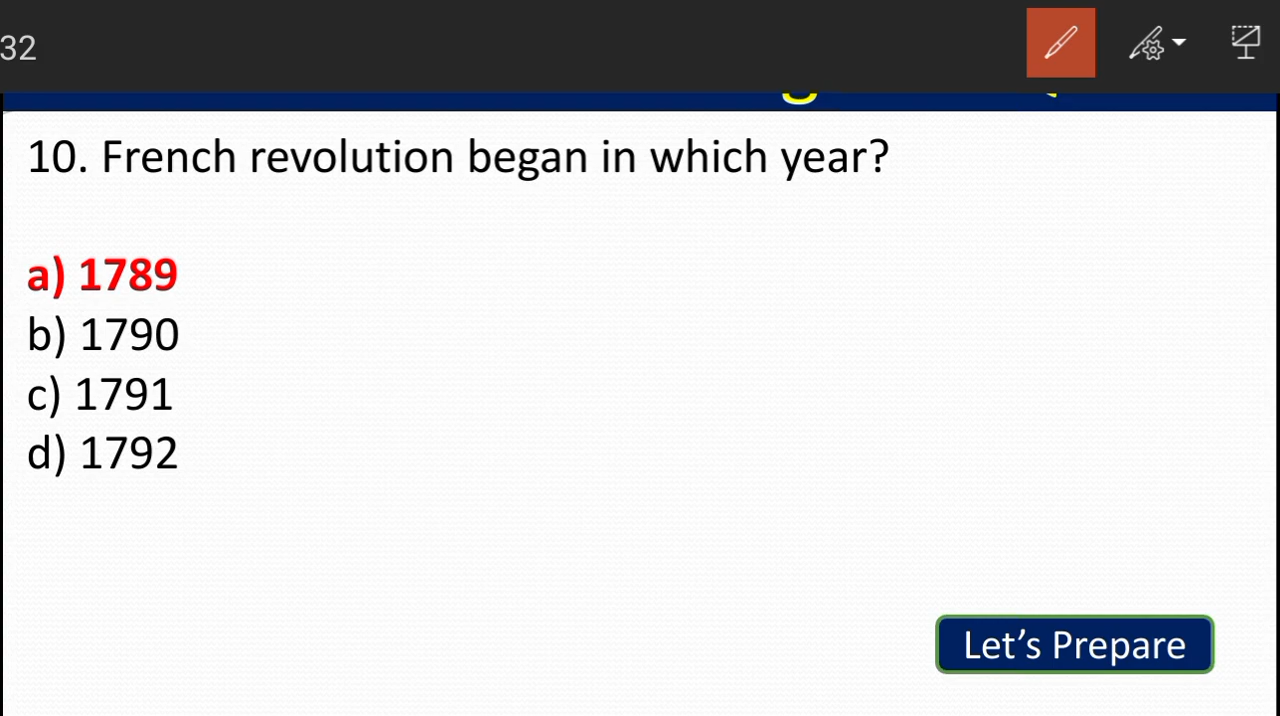 32
10. French revolution began in which year?
a) 1789
b) 1790
c) 1791
d) 1792
Let's Prepare